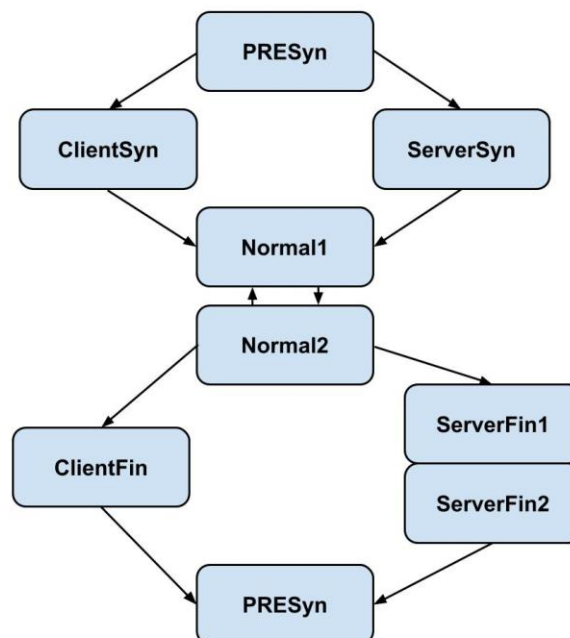 PRESyn
ClientSyn
ServerSyn
Normal1
Normal2
ServerFin1
ClientFin
ServerFin2
PRESyn